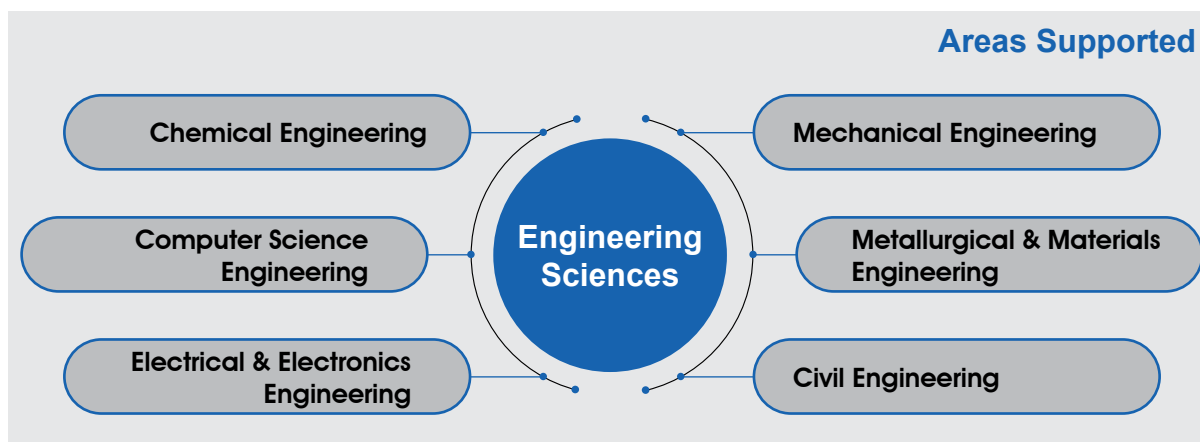 Areas Supported
Chemical Engineering
Mechanical Engineering
Computer Science
Engineering
Engineering
Sciences
Metallurgical & Materials
Engineering
Electrical & Electronics
Engineering
Civil Engineering